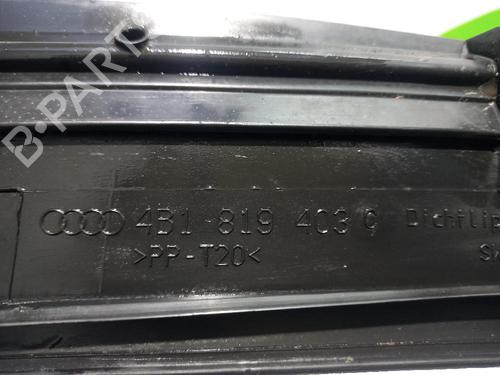 B-PARTS
4B1 819 403 C Dichtlip
>PP-T20<